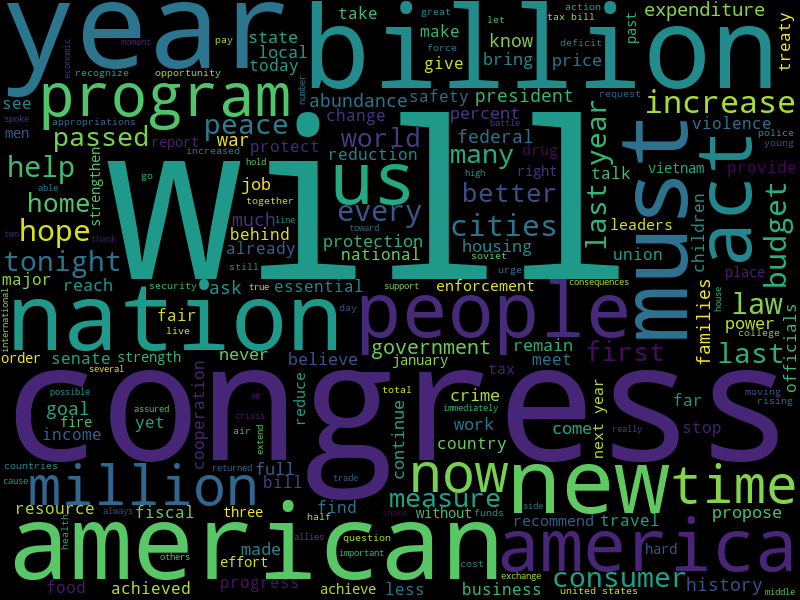 year
billion
will
congress
program
us
nation
people
must
act
american
america
new
now
time
million
increase
expenditure
treaty
past
action
great
let
tax bill
force
deficit
take
make
know
give
bring
price
state
local
today
pay
moment
economic
recognize
opportunity
number
see
men
spoke
appropriations
abundance
safety
president
request
passed
peace
change
percent
war
report
protect
world
federal
many
violence
battle
police
young
help
strengthen
increased
reduction
drug
right
last year
talk
vietnam
provide
able
go
hold
job
together
high
better
home
much
every
cities
children
hope
behind
line
toward
housing
leaders
tonight
already
protection
national
still
soviet
union
budget
major
reach
ask
essential
urge
place
security
true
support
enforcement
consequences
families
house
law
international
two
thank
fair
live
day
government
remain
january
power
college
officials
order
senate
strength
never
believe
meet
first
last
several
tax
possible
mr
reduce
total
crime
goal
assured
cooperation
crisis
continue
immediately
next year
far
moving
rising
fire
yet
air
extend
work
come
really
stop
income
country
countries
cause
returned
full
bill
trade
measure
side
resource
always
fiscal
three
half
find
without
funds
share
recommend
travel
propose
health
others
made
allies
question
important
hard
history
effort
cost
consumer
food
achieved
progress
achieve
less
business
exchange
united states
middle